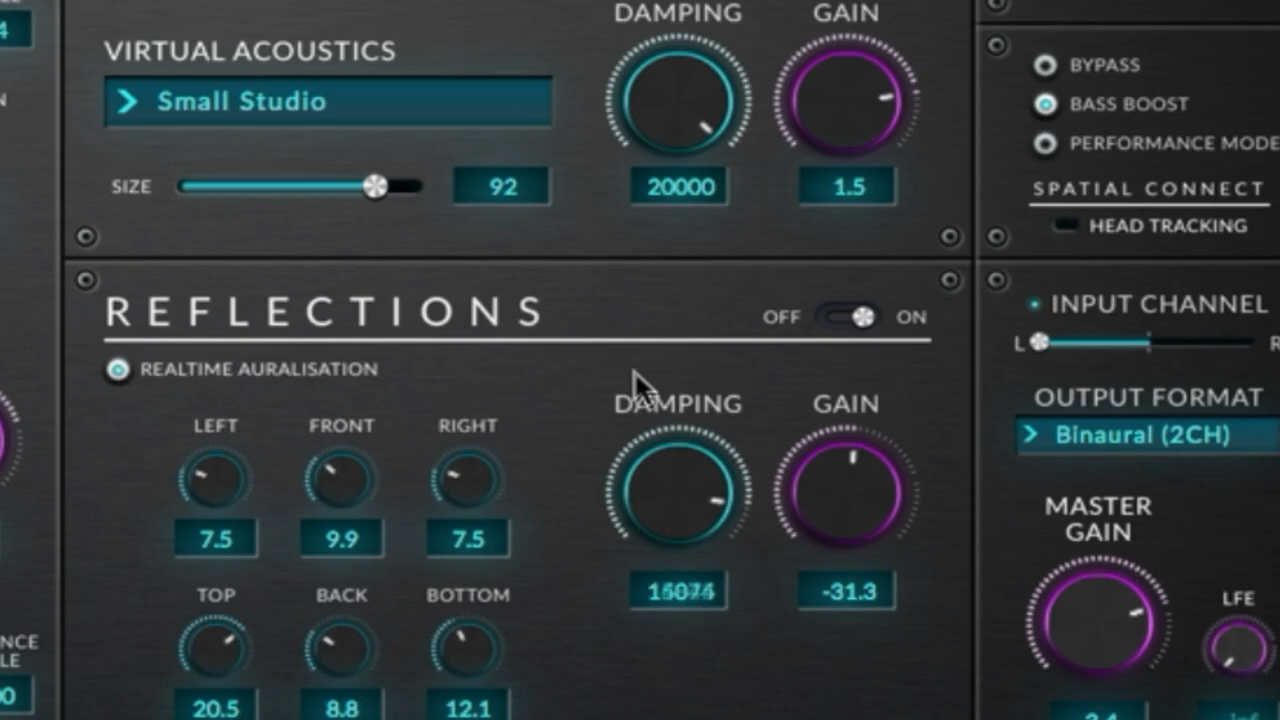 DAMPING
GAIN
VIRTUAL ACOUSTICS
Small Studio
SIZE
92
20000
1.5
BYPASS
BASS BOOST
PERFORMANCE MODE
SPATIAL CONNECT
HEAD TRACKING
REFLECTIONS
OFF
ON
REALTIME AURALISATION
LEFT
FRONT
RIGHT
7.5
9.9
7.5
TOP
BACK
BOTTOM
20.5
8.8
12.1
DAMPING
GAIN
-31.3
INPUT CHANNEL
L
R
OUTPUT FORMAT
Binaural (2CH)
MASTER
GAIN
LFE